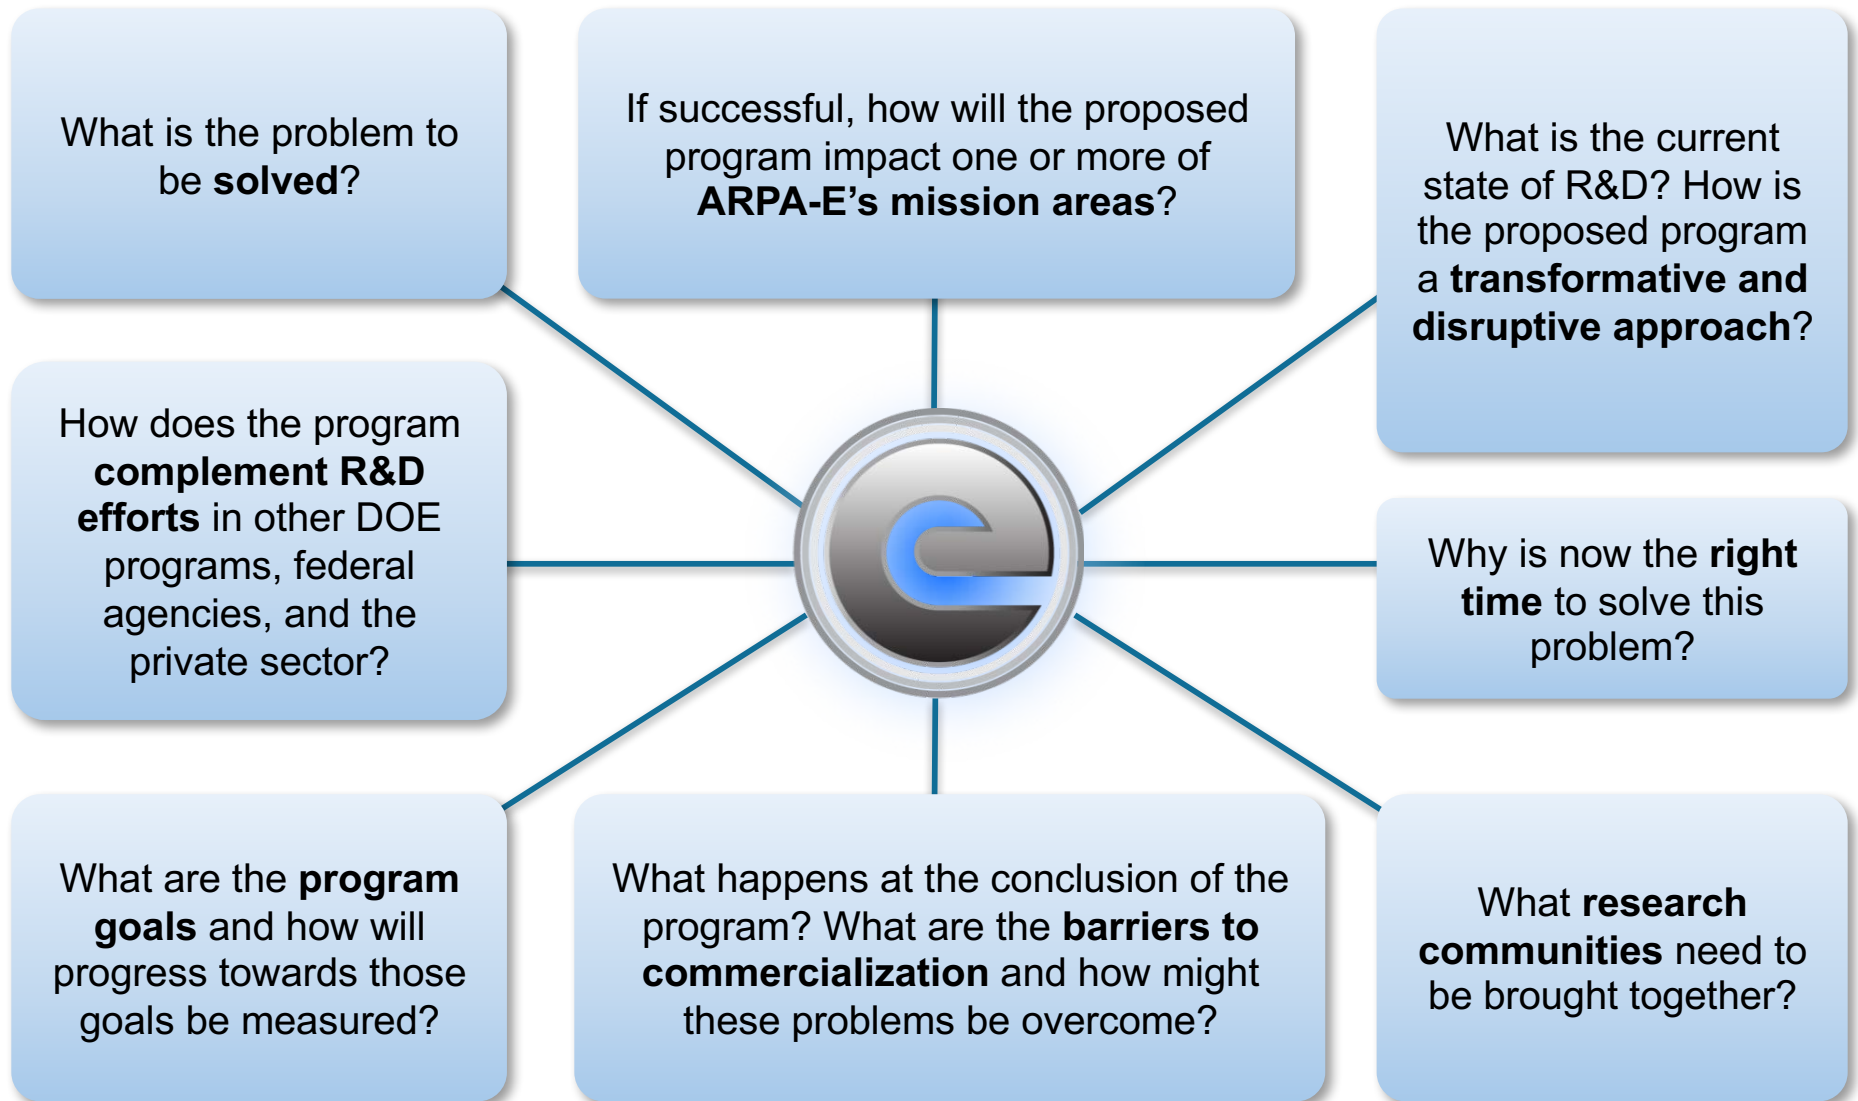 What is the problem to
be solved?
If successful, how will the proposed
program impact one or more of
ARPA-E’s mission areas?
What is the current
state of R&D? How is
the proposed program
a transformative and
disruptive approach?
How does the program
complement R&D
efforts in other DOE
programs, federal
agencies, and the
private sector?
e
Why is now the right
time to solve this
problem?
What are the program
goals and how will
progress towards those
goals be measured?
What happens at the conclusion of the
program? What are the barriers to
commercialization and how might
these problems be overcome?
What research
communities need to
be brought together?